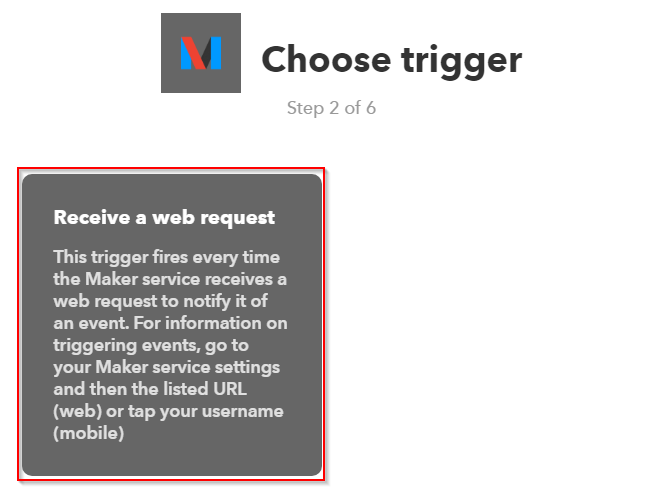 Choose trigger
Step 2 of 6
Receive a web request
This trigger fires every time
the Maker service receives a
web request to notify it of
an event. For information on
triggering events, go to
your Maker service settings
and then the listed URL
(web) or tap your username
(mobile)